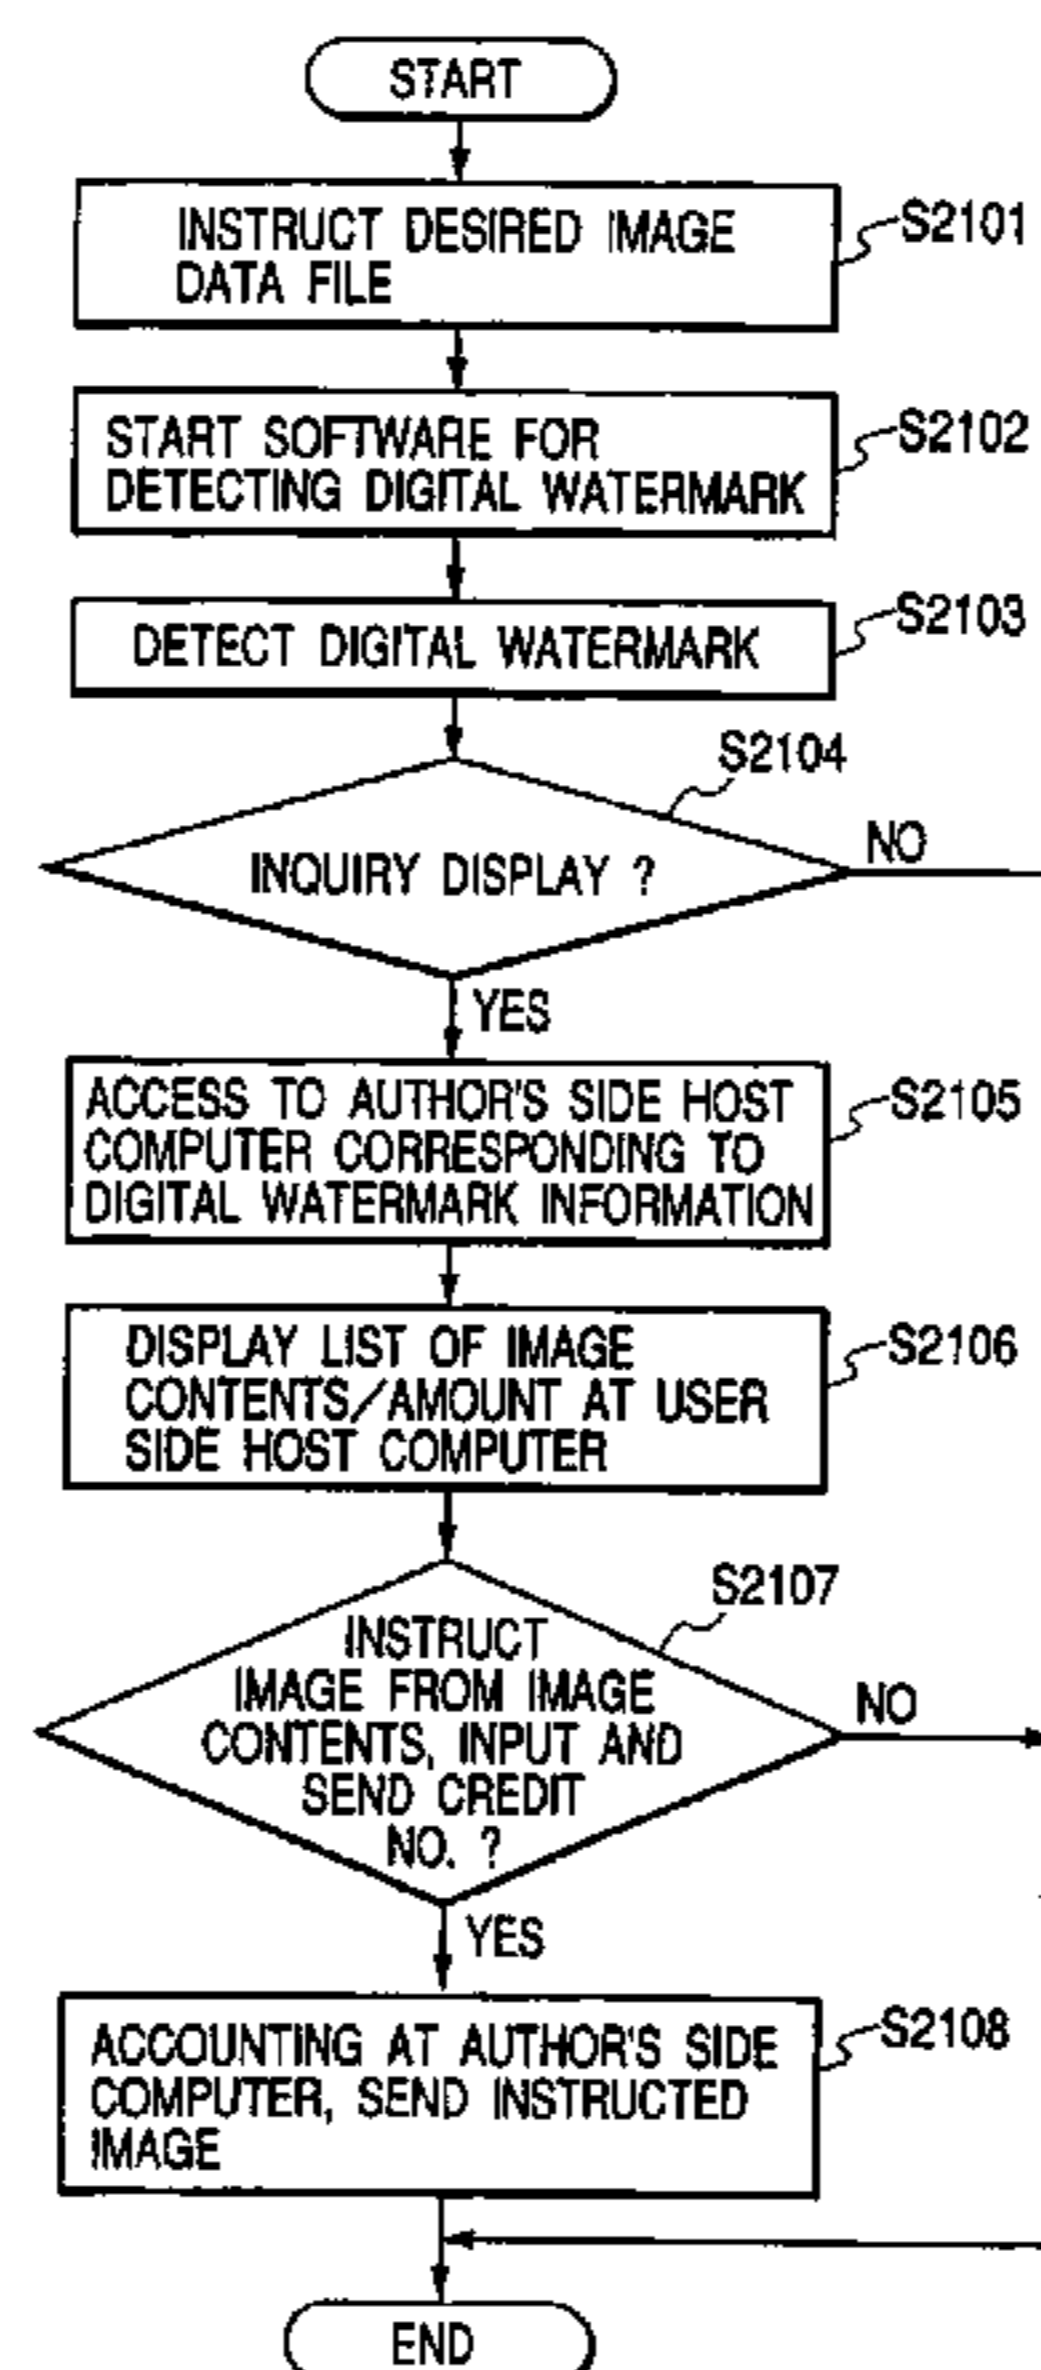 START
INSTRUCT DESIRED IMAGE
DATA FILE
S2101
START SOFTWARE FOR
DETECTING DIGITAL WATERMARK
S2102
DETECT DIGITAL WATERMARK
S2103
S2104
INQUIRY DISPLAY ?
NO
YES
ACCESS TO AUTHOR'S SIDE HOST
COMPUTER CORRESPONDING TO
DIGITAL WATERMARK INFORMATION
S2105
DISPLAY LIST OF IMAGE
CONTENTS/AMOUNT AT USER
SIDE HOST COMPUTER
S2106
S2107
INSTRUCT
IMAGE FROM IMAGE
CONTENTS, INPUT AND
SEND CREDIT
NO. ?
NO
YES
ACCOUNTING AT AUTHOR'S SIDE
COMPUTER, SEND INSTRUCTED
IMAGE
S2108
END